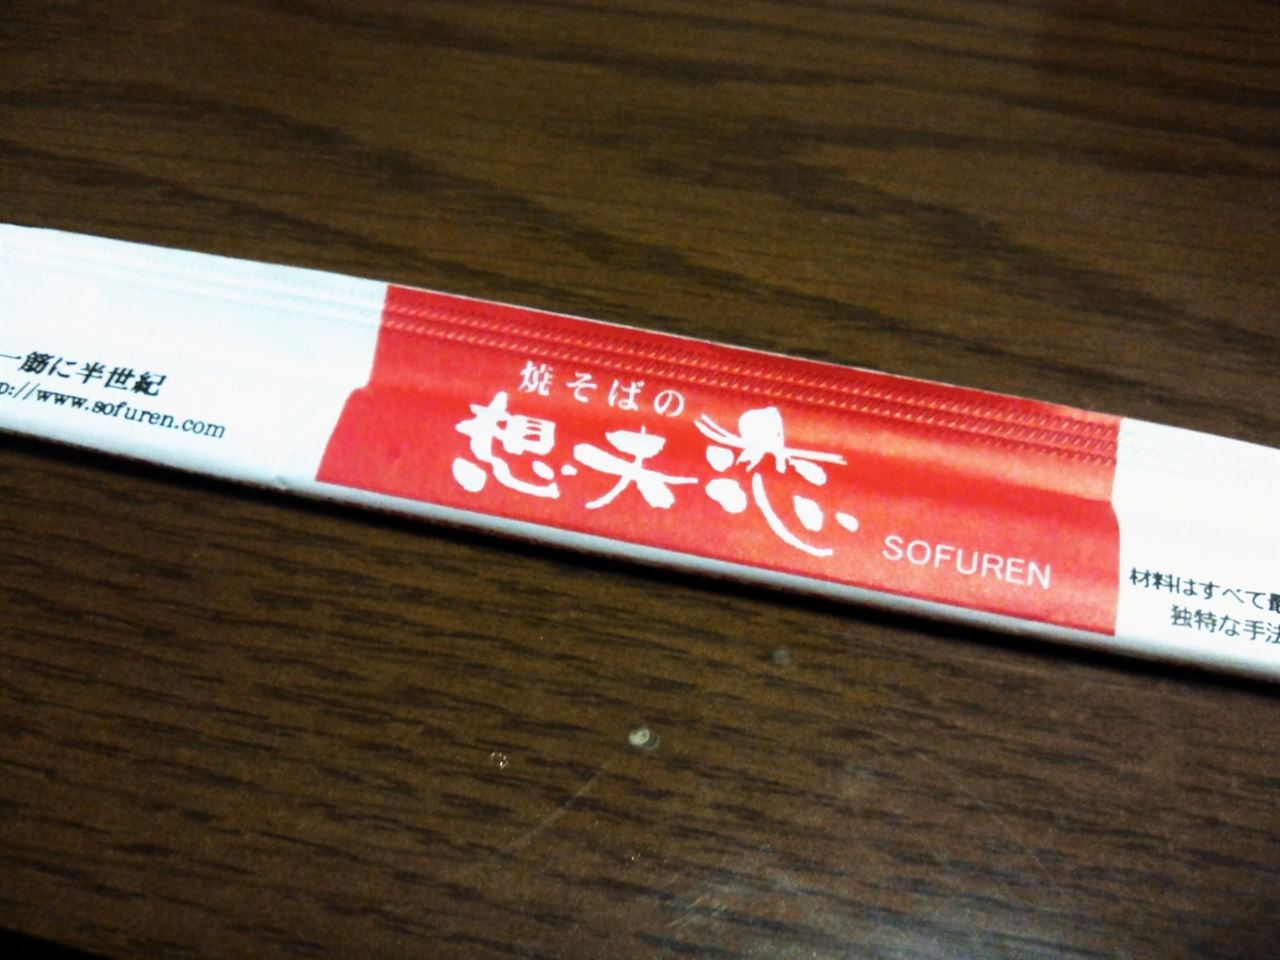 一筋に半世紀
p://www.sofuren.com
焼そばの
想夫恋
SOFUREN
材料はすべて
独特な手法